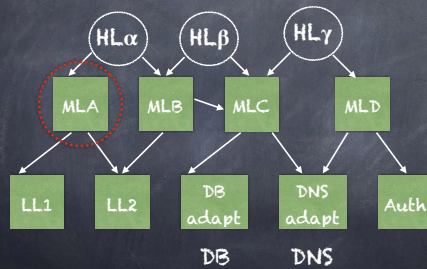 HLα HLβ HLγ
MLA MLB MLC MLD
LL1 LL2 DB adapt DNS adapt Auth
DB DNS